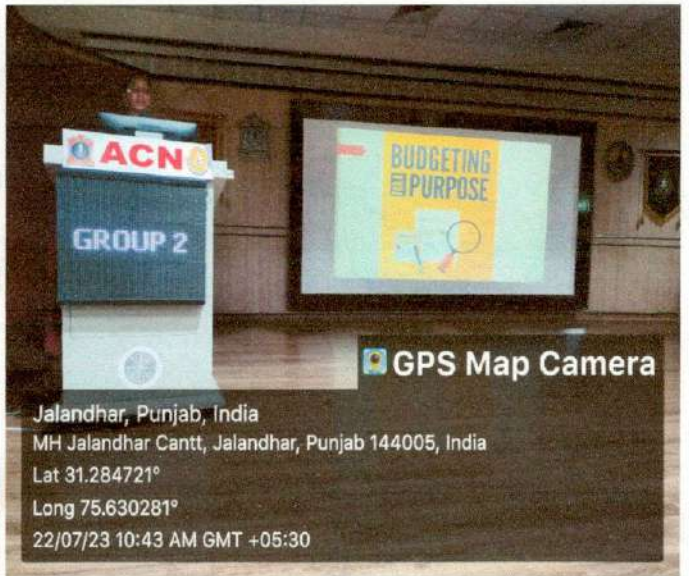 ACN
GROUP 2
BUDGETING
PURPOSE
GPS Map Camera
Jalandhar, Punjab, India
MH Jalandhar Cantt, Jalandhar, Punjab 144005, India
Lat 31.284721°
Long 75.630281°
22/07/23 10:43 AM GMT +05:30